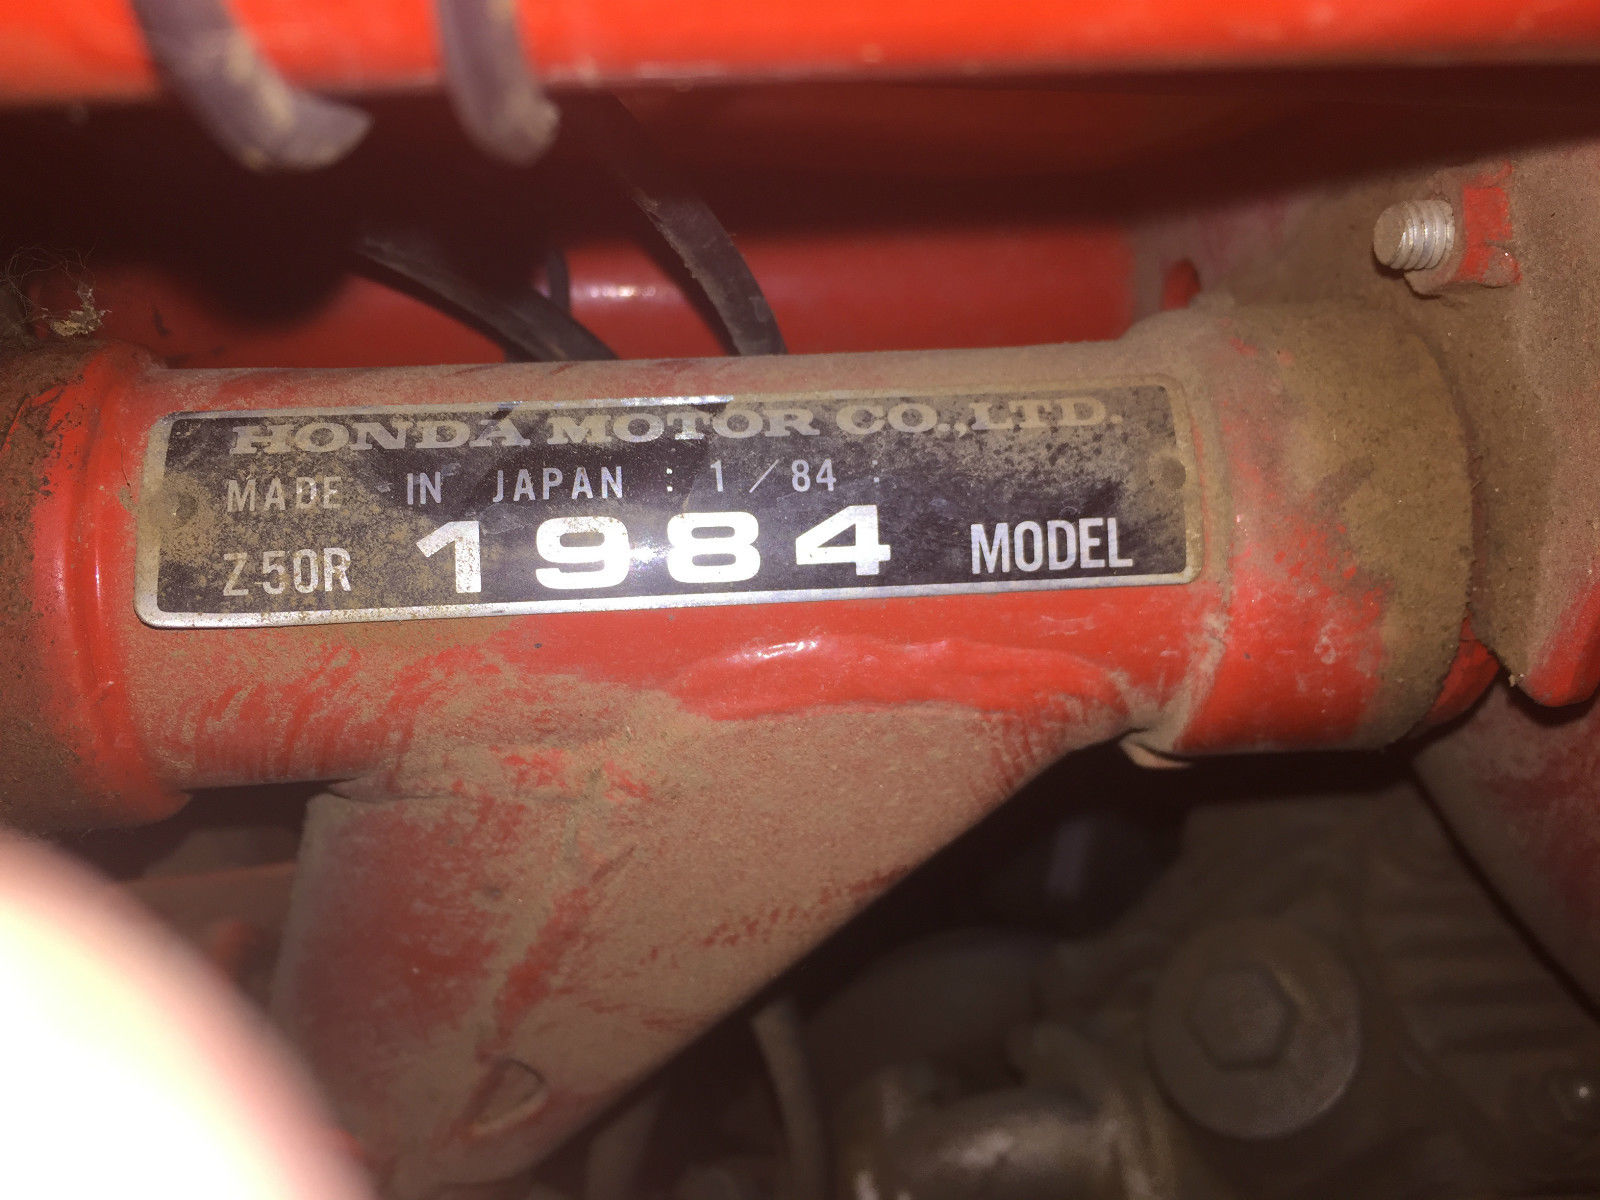 HONDA MOTOR CO., LTD.
MADE IN JAPAN : 1 / 84
Z50R 1984 MODEL